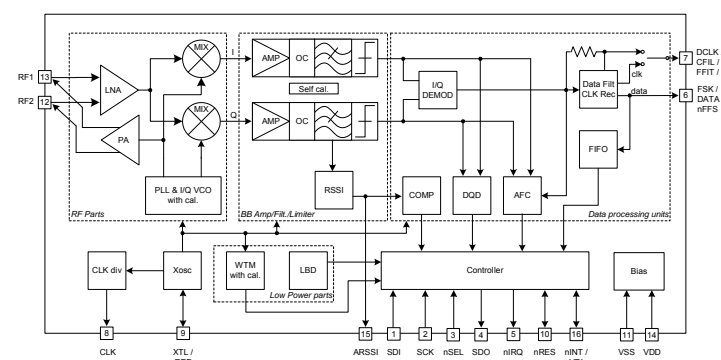 MIX
I
AMP
OC
DCLK
7
CFIL /
FFIT /
RF1
13
LNA
clk
Self cal.
I/Q
DEMOD
Data Filt
CLK Rec
RF2
12
MIX
Q
AMP
OC
data
6
FSK /
DATA
nFFS
PA
FIFO
PLL & I/Q VCO
with cal.
RSSI
COMP
DQD
AFC
RF Parts
BB Amp/Filt./Limiter
Data processing units
CLK div
Xosc
WTM
with cal.
LBD
Controller
Bias
Low Power parts
8
9
15
1
2
3
4
5
10
16
11
14
CLK
XTL /
ARSSI
SDI
SCK
nSEL
SDO
nIRQ
nRES
nINT /
VSS
VDD